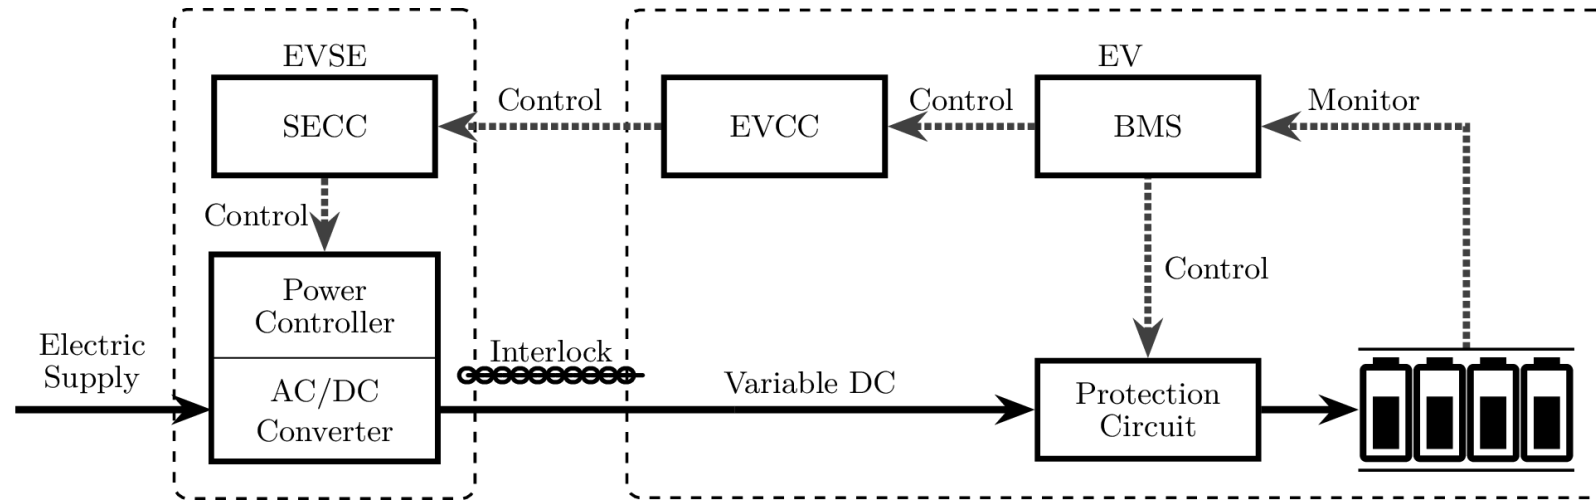 EVSE
EV
SECC
Control
EVCC
Control
BMS
Monitor
Control
Power
Controller
Control
Electric
Supply
Interlock
AC/DC
Converter
Variable DC
Protection
Circuit